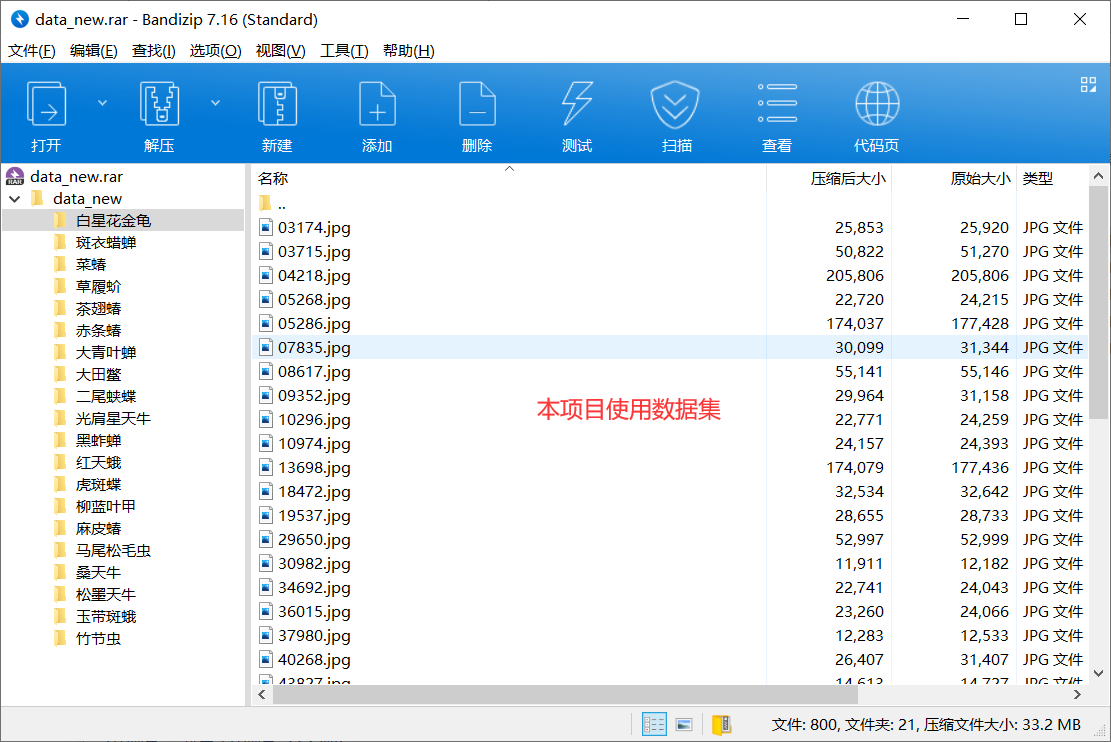 data_new.rar - Bandizip 7.16 (Standard)
文件(F) 编辑(E) 查找(I) 选项(O) 视图(V) 工具(T) 帮助(H)
打开 解压 新建 添加 删除 测试 扫描 查看 代码页
RAR data_new.rar
data_new
白星花金龟
斑衣蜡蝉
菜蝽
草履蚧
茶翅蝽
赤条蝽
大青叶蝉
大田鳖
二尾蛱蝶
光肩星天牛
黑蚱蝉
红天蛾
虎斑蝶
柳蓝叶甲
麻皮蝽
马尾松毛虫
桑天牛
松墨天牛
玉带斑蛾
竹节虫
名称 压缩后大小 原始大小 类型
..
03174.jpg 25,853 25,920 JPG 文件
03715.jpg 50,822 51,270 JPG 文件
04218.jpg 205,806 205,806 JPG 文件
05268.jpg 22,720 24,215 JPG 文件
05286.jpg 174,037 177,428 JPG 文件
07835.jpg 30,099 31,344 JPG 文件
08617.jpg 55,141 55,146 JPG 文件
09352.jpg 29,964 31,158 JPG 文件
10296.jpg 22,771 24,259 JPG 文件
10974.jpg 24,157 24,393 JPG 文件
13698.jpg 174,079 177,436 JPG 文件
18472.jpg 32,534 32,642 JPG 文件
19537.jpg 28,655 28,733 JPG 文件
29650.jpg 52,997 52,999 JPG 文件
30982.jpg 11,911 12,182 JPG 文件
34692.jpg 22,741 24,043 JPG 文件
36015.jpg 23,260 24,066 JPG 文件
37980.jpg 12,283 12,533 JPG 文件
40268.jpg 26,407 31,407 JPG 文件
43827.jpg 14,613 14,727 JPG 文件
本项目使用数据集
文件: 800, 文件夹: 21, 压缩文件大小: 33.2 MB